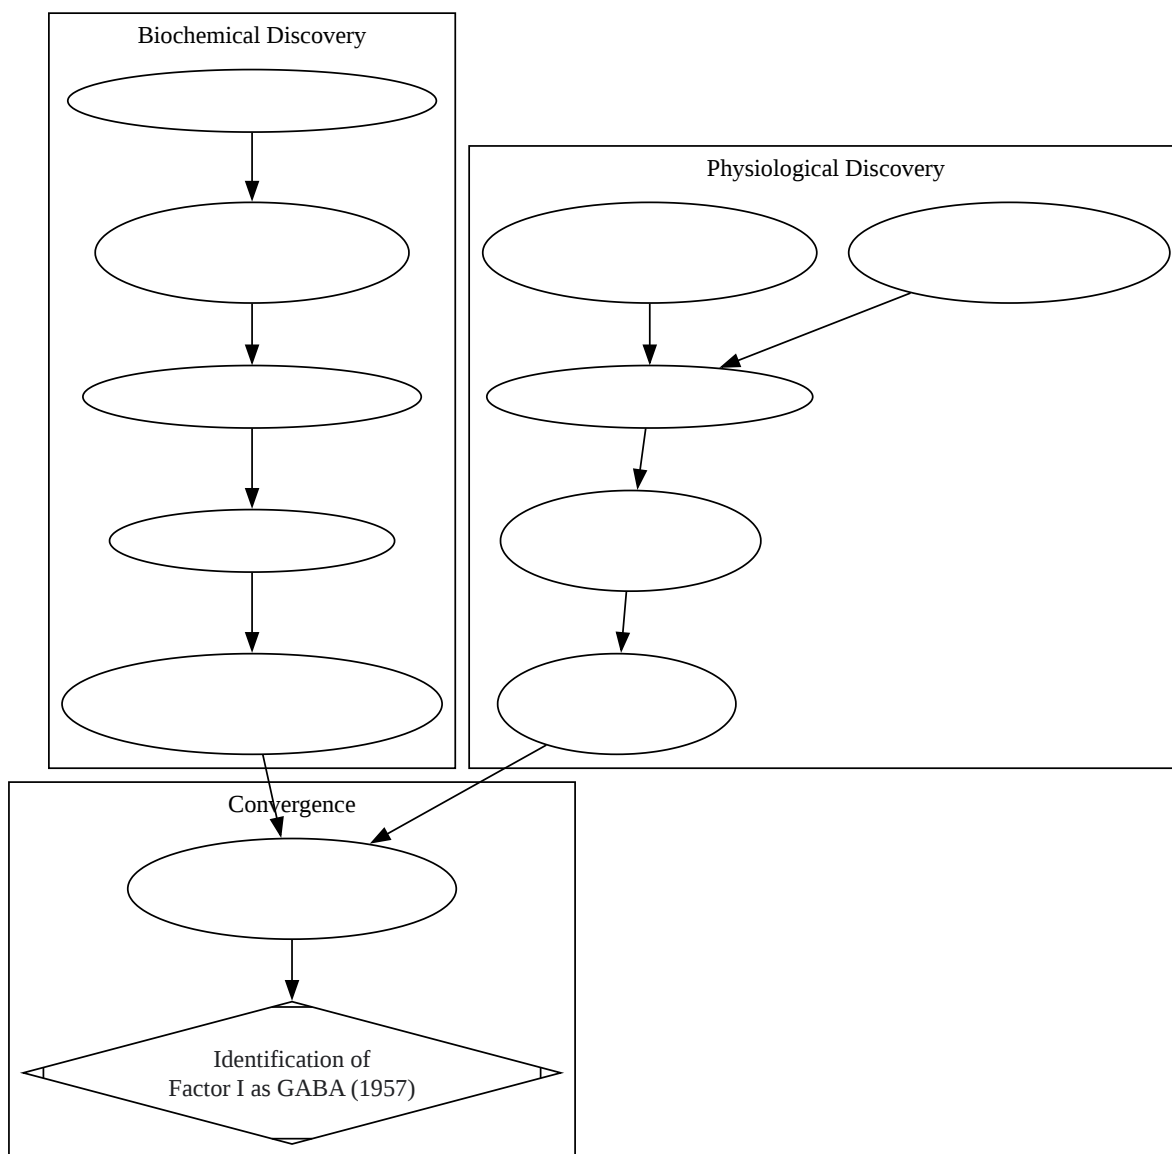 Biochemical Discovery
Physiological Discovery
Convergence
Identification of
Factor I as GABA (1957)